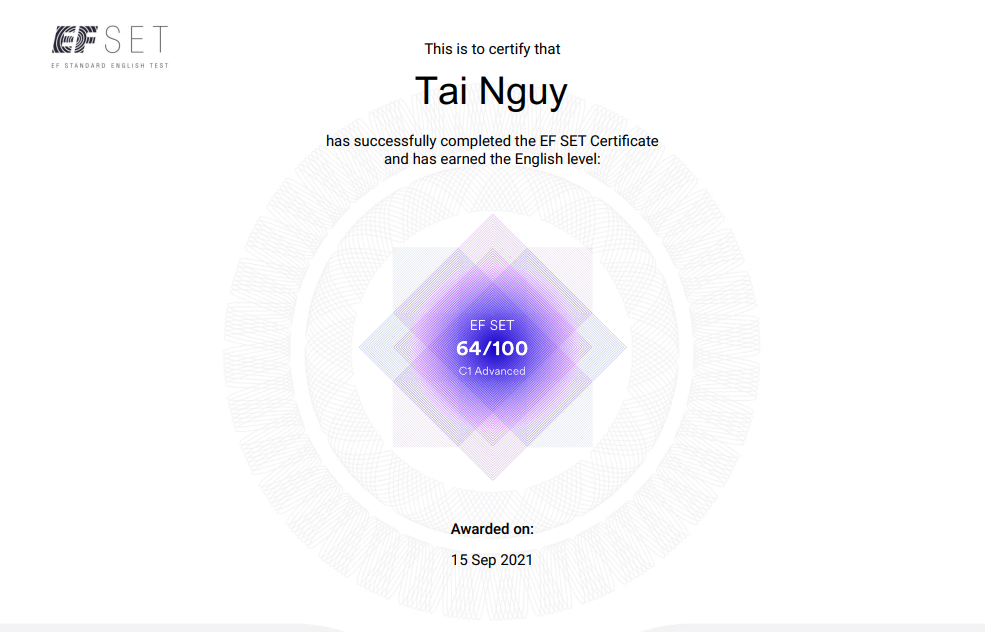 EF SET
EF STANDARD ENGLISH TEST
This is to certify that
Tai Nguy
has successfully completed the EF SET Certificate
and has earned the English level:
EF SET
64/100
C1 Advanced
Awarded on:
15 Sep 2021